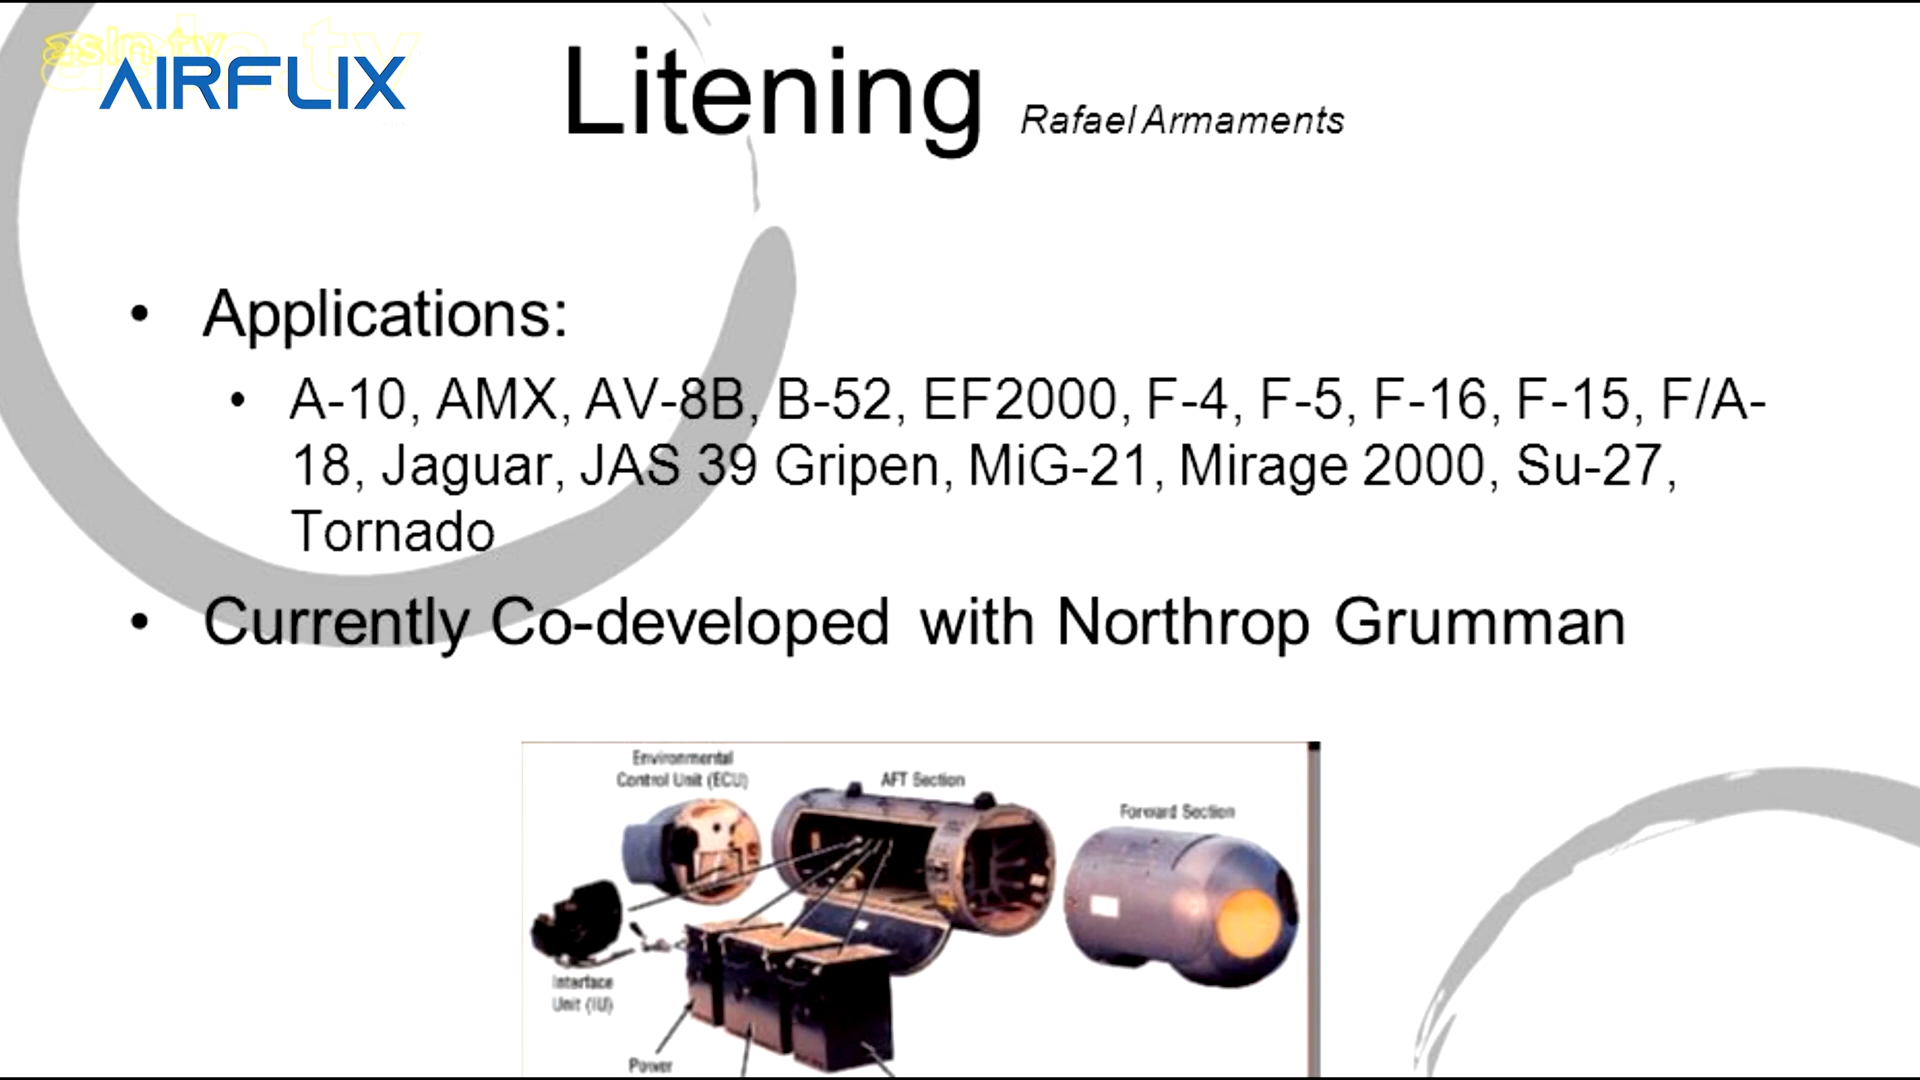 asln.tv
AIRFLIX
Litening Rafael Armaments
• Applications:
• A-10, AMX, AV-8B, B-52, EF2000, F-4, F-5, F-16, F-15, F/A-
18, Jaguar, JAS 39 Gripen, MiG-21, Mirage 2000, Su-27,
Tornado
• Currently Co-developed with Northrop Grumman
Environmental
Control Unit (ECU)
AFT Section
Forward Section
Interface
Unit (IU)
Power